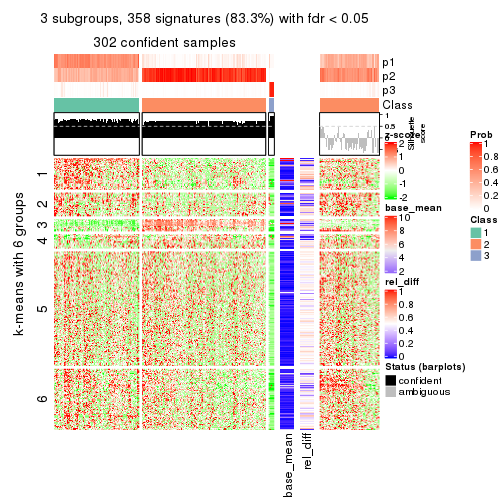 3 subgroups, 358 signatures (83.3%) with fdr < 0.05
302 confident samples
p1
p2
p3
Class
1
0.5
0
Silhouette
score
k-means with 6 groups
1
2
3
4
5
6
base_mean
rel_diff
z-score
2
1
0
-1
-2
base_mean
10
8
6
4
2
rel_diff
1
0.8
0.6
0.4
0.2
0
Status (barplots)
confident
ambiguous
Prob
1
0.8
0.6
0.4
0.2
0
Class
1
2
3